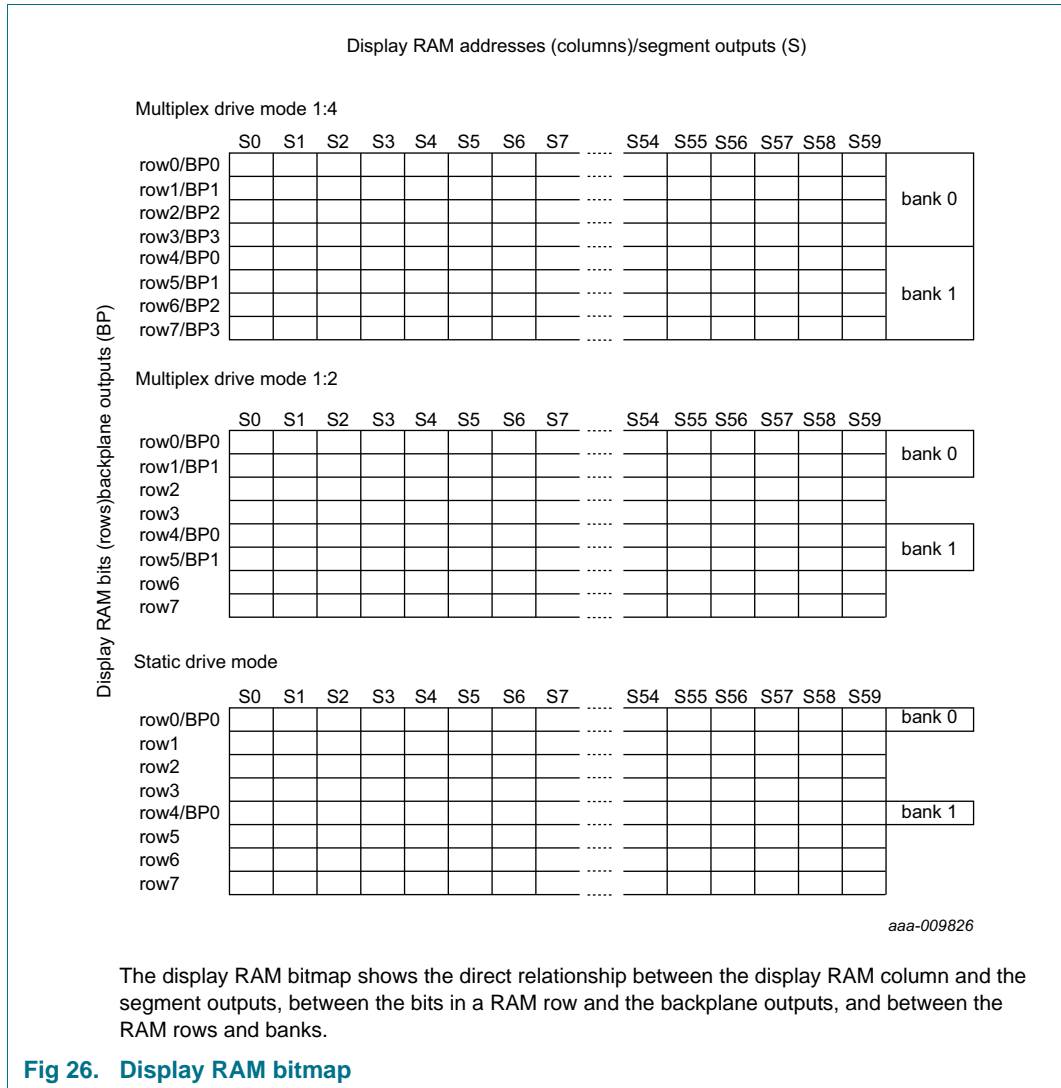 Display RAM addresses (columns)/segment outputs (S)
Display RAM bits (rows)backplane outputs (BP)
Multiplex drive mode 1:4
S0 S1 S2 S3 S4 S5 S6 S7 ..... S54 S55 S56 S57 S58 S59
row0/BP0
row1/BP1
row2/BP2
row3/BP3
bank 0
row4/BP0
row5/BP1
row6/BP2
row7/BP3
bank 1
Multiplex drive mode 1:2
S0 S1 S2 S3 S4 S5 S6 S7 ..... S54 S55 S56 S57 S58 S59
row0/BP0
row1/BP1
bank 0
row2
row3
row4/BP0
row5/BP1
bank 1
row6
row7
Static drive mode
S0 S1 S2 S3 S4 S5 S6 S7 ..... S54 S55 S56 S57 S58 S59
row0/BP0 bank 0
row1
row2
row3
row4/BP0 bank 1
row5
row6
row7
aaa-009826
The display RAM bitmap shows the direct relationship between the display RAM column and the
segment outputs, between the bits in a RAM row and the backplane outputs, and between the
RAM rows and banks.
Fig 26. Display RAM bitmap